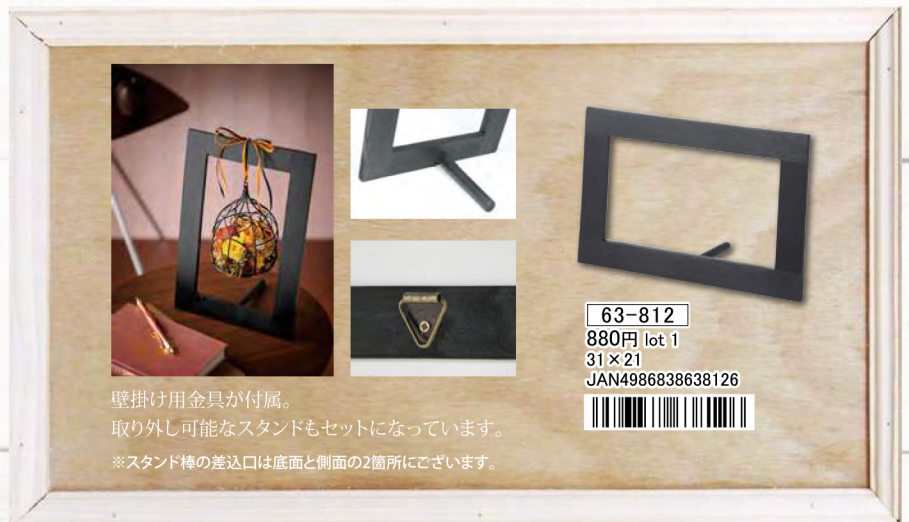 壁掛け用金具が付属。
取り外し可能なスタンドもセットになっています。
※スタンド棒の差込口は底面と側面の2箇所にございます。
63-812
880円 lot 1
31×21
JAN4986838638126